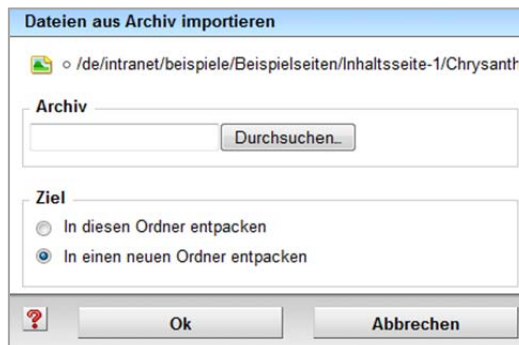 Dateien aus Archiv importieren
/de/intranet/beispiele/Beispielseiten/Inhaltsseite-1/Chrysanth
Archiv
Durchsuchen...
Ziel
In diesen Ordner entpacken
In einen neuen Ordner entpacken
?
Ok
Abbrechen